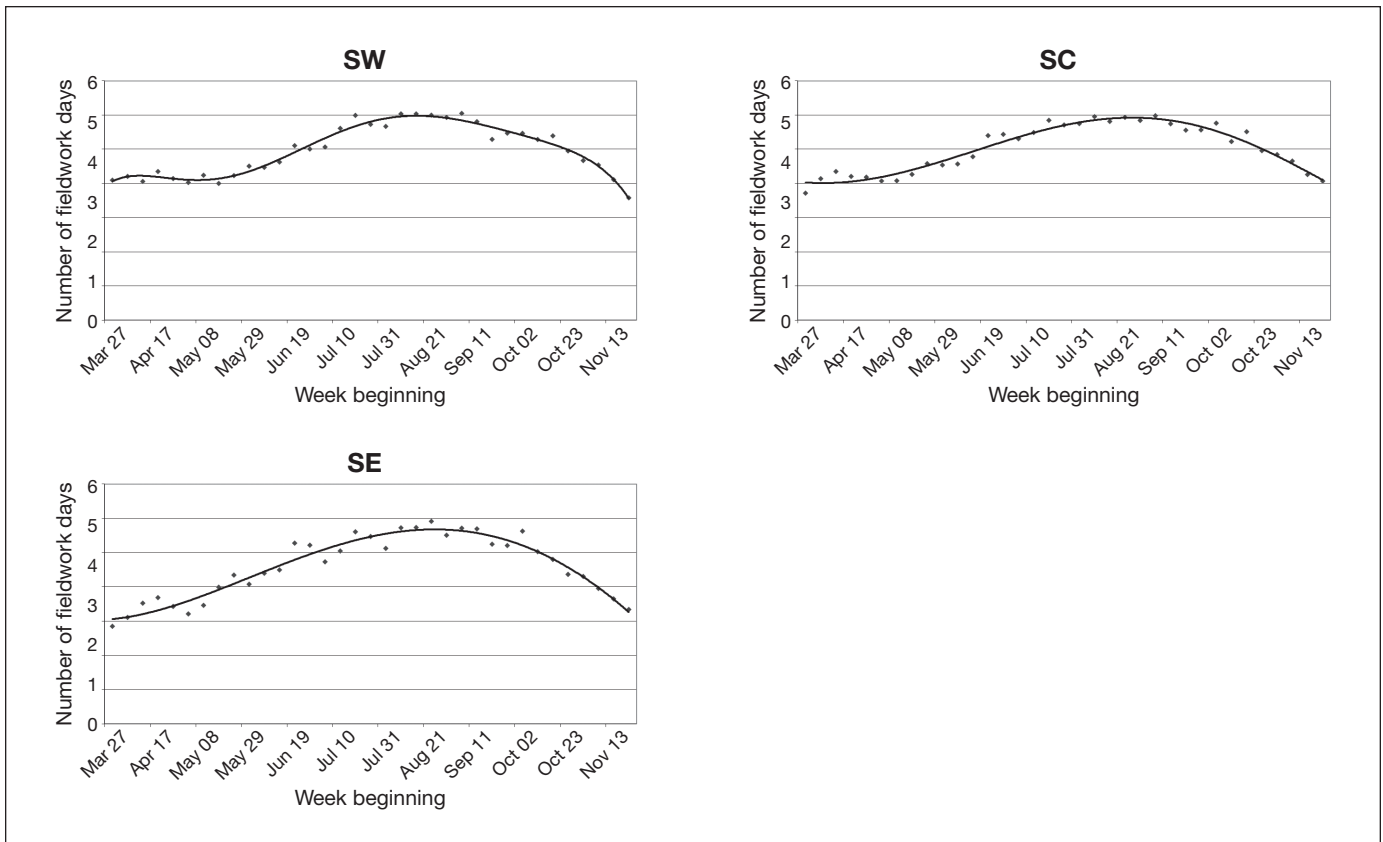 SW
Number of fieldwork days
6
5
4
3
2
1
0
Mar 27
Apr 17
May 08
May 29
Jun 19
Jul 10
Jul 31
Aug 21
Sep 11
Oct 02
Oct 23
Nov 13
Week beginning
SC
Number of fieldwork days
6
5
4
3
2
1
0
Mar 27
Apr 17
May 08
May 29
Jun 19
Jul 10
Jul 31
Aug 21
Sep 11
Oct 02
Oct 23
Nov 13
Week beginning
SE
Number of fieldwork days
6
5
4
3
2
1
0
Mar 27
Apr 17
May 08
May 29
Jun 19
Jul 10
Jul 31
Aug 21
Sep 11
Oct 02
Oct 23
Nov 13
Week beginning